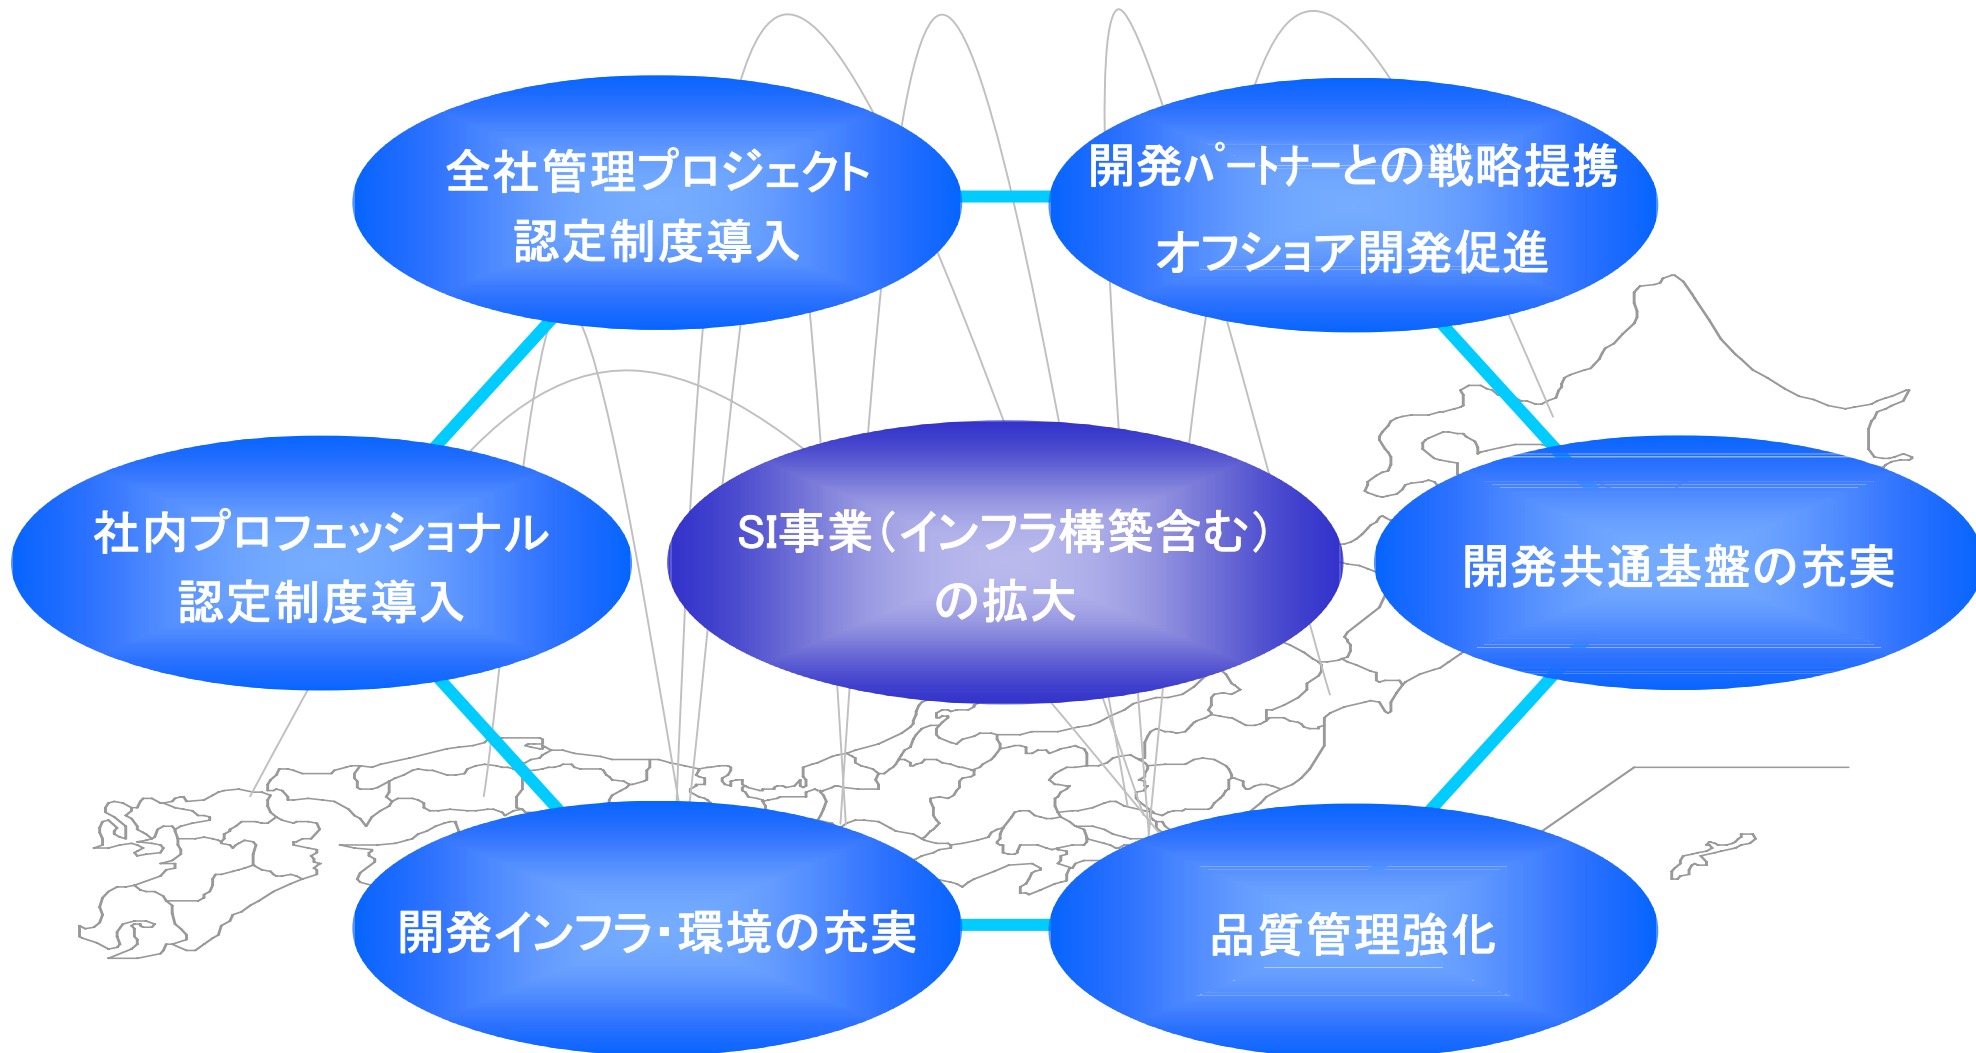 全社管理プロジェクト
認定制度導入
開発ﾊﾟｰﾄﾅｰとの戦略提携
オフショア開発促進
社内プロフェッショナル
認定制度導入
SI事業（インフラ構築含む）
の拡大
開発共通基盤の充実
開発インフラ・環境の充実
品質管理強化